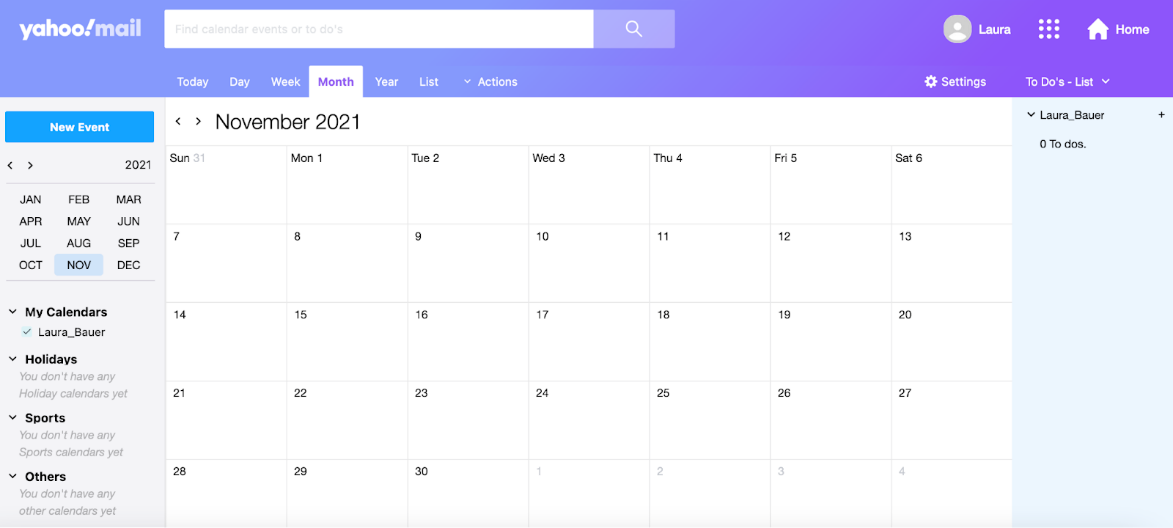 yahoo!mail
Find calendar events or to do's
Laura
Home
Today Day Week Month Year List Actions
Settings
To Do's - List
New Event
2021
JAN FEB MAR
APR MAY JUN
JUL AUG SEP
OCT NOV DEC
My Calendars
Laura_Bauer
Holidays
You don't have any
Holiday calendars yet
Sports
You don't have any
Sports calendars yet
Others
You don't have any
other calendars yet
November 2021
Sun 31 Mon 1 Tue 2 Wed 3 Thu 4 Fri 5 Sat 6
7 8 9 10 11 12 13
14 15 16 17 18 19 20
21 22 23 24 25 26 27
28 29 30 1 2 3 4
Laura_Bauer +
0 To dos.